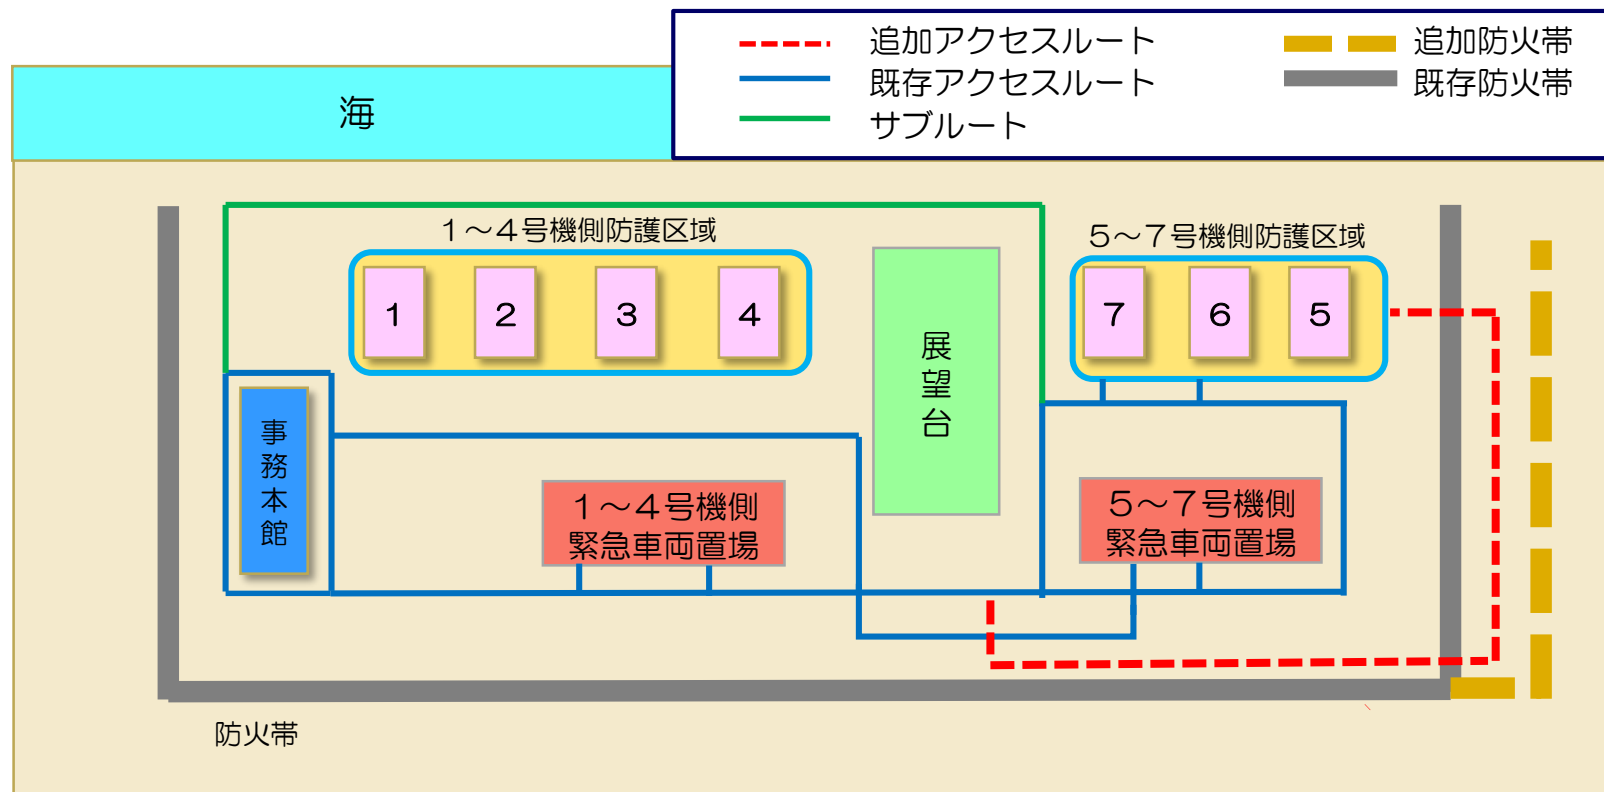 追加アクセスルート
既存アクセスルート
サブルート
追加防火帯
既存防火帯
海
１～４号機側防護区域
５～７号機側防護区域
1
2
3
4
7
6
5
展望台
事務本館
１～４号機側
緊急車両置場
５～７号機側
緊急車両置場
防火帯